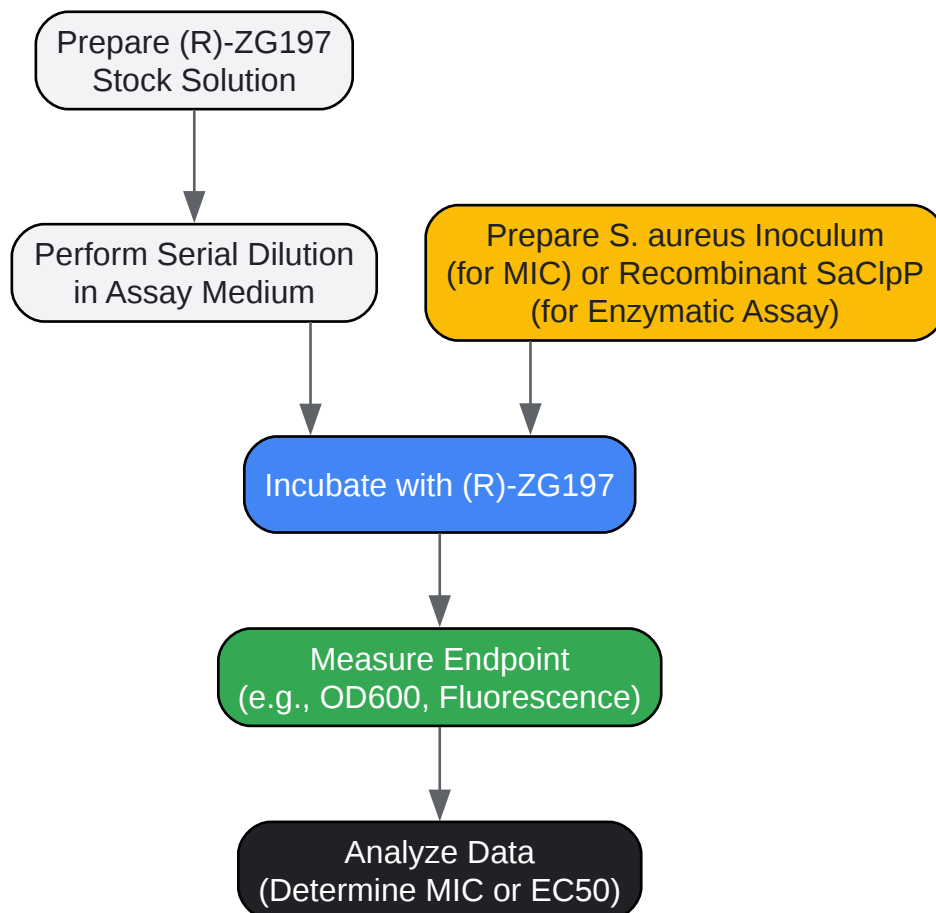 Prepare (R)-ZG197
Stock Solution
Perform Serial Dilution
in Assay Medium
Prepare S. aureus Inoculum
(for MIC) or Recombinant SaClpP
(for Enzymatic Assay)
Incubate with (R)-ZG197
Measure Endpoint
(e.g., OD600, Fluorescence)
Analyze Data
(Determine MIC or EC50)